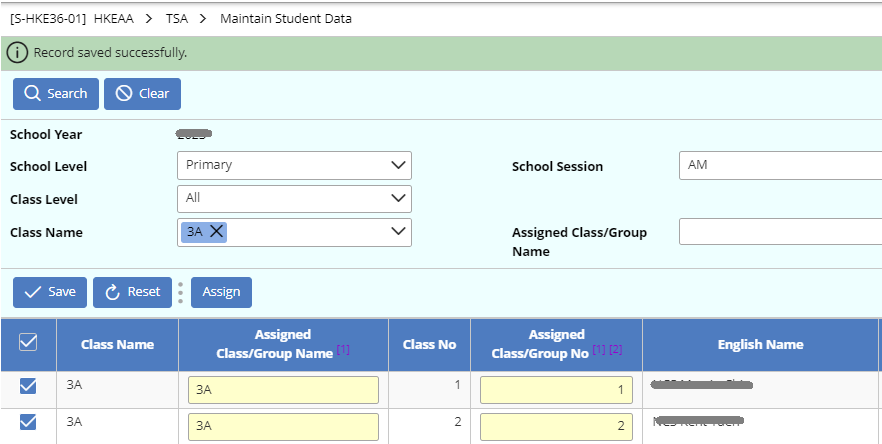 [S-HKE36-01] HKEAA > TSA > Maintain Student Data
Record saved successfully.
Search Clear
School Year
School Level Primary School Session AM
Class Level All
Class Name 3A Assigned Class/Group
Name
Save Reset Assign
Class Name Assigned Class/Group Name [1] Class No Assigned Class/Group No [1] [2] English Name
3A 3A 1 1
3A 3A 2 2